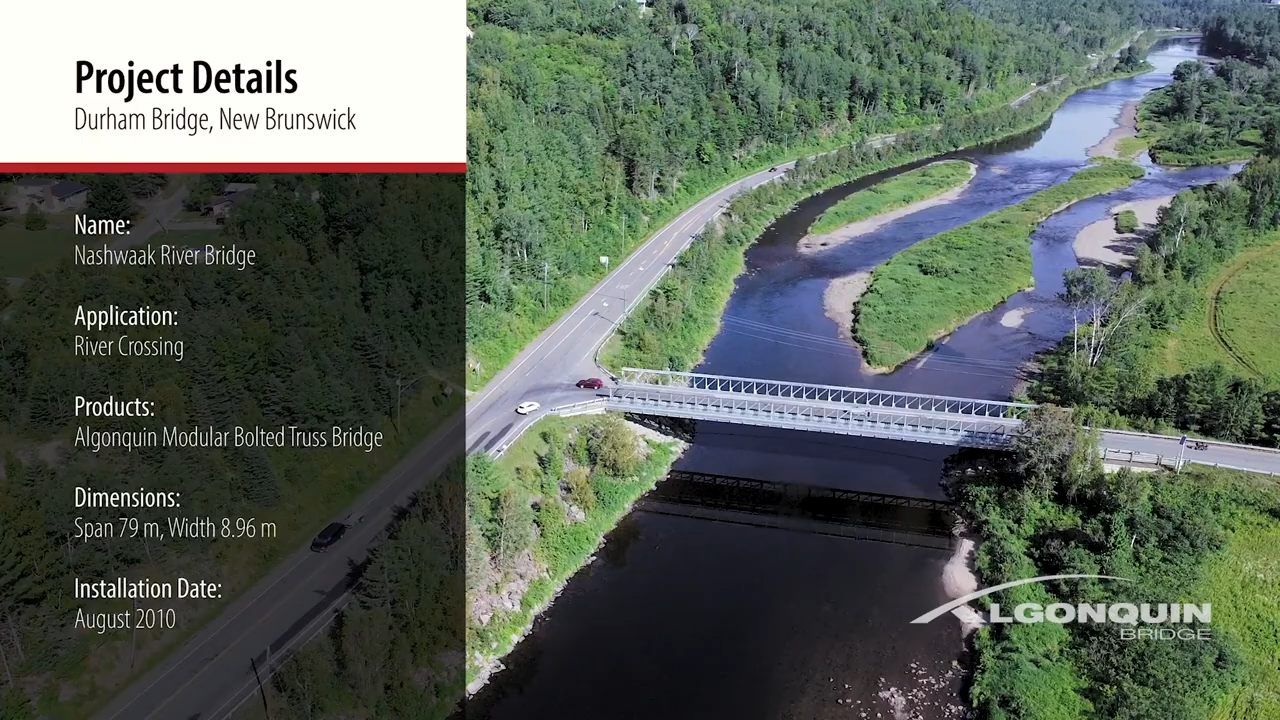 Project Details
Durham Bridge, New Brunswick
Name:
Nashwaak River Bridge
Application:
River Crossing
Products:
Algonquin Modular Bolted Truss Bridge
Dimensions:
Span 79 m, Width 8.96 m
Installation Date:
August 2010
ALGONQUIN
BRIDGE